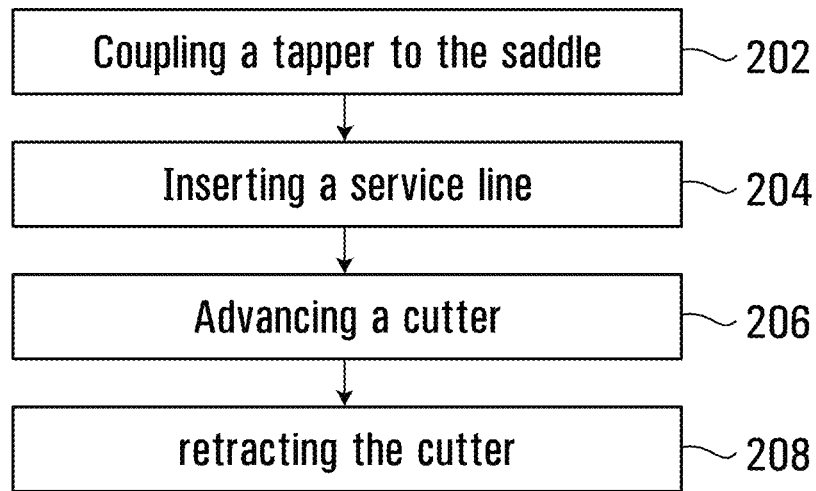 Coupling a tapper to the saddle 202
Inserting a service line 204
Advancing a cutter 206
retracting the cutter 208